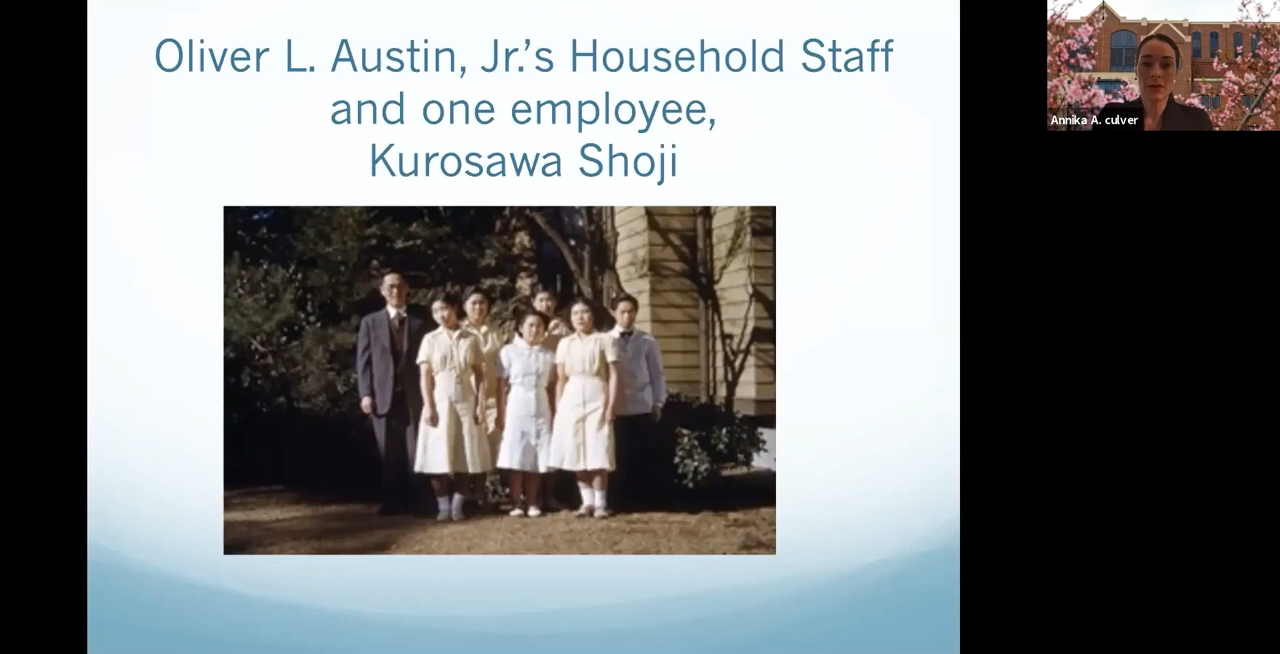 Oliver L. Austin, Jr.'s Household Staff
and one employee,
Kurosawa Shoji
Annika A. culver